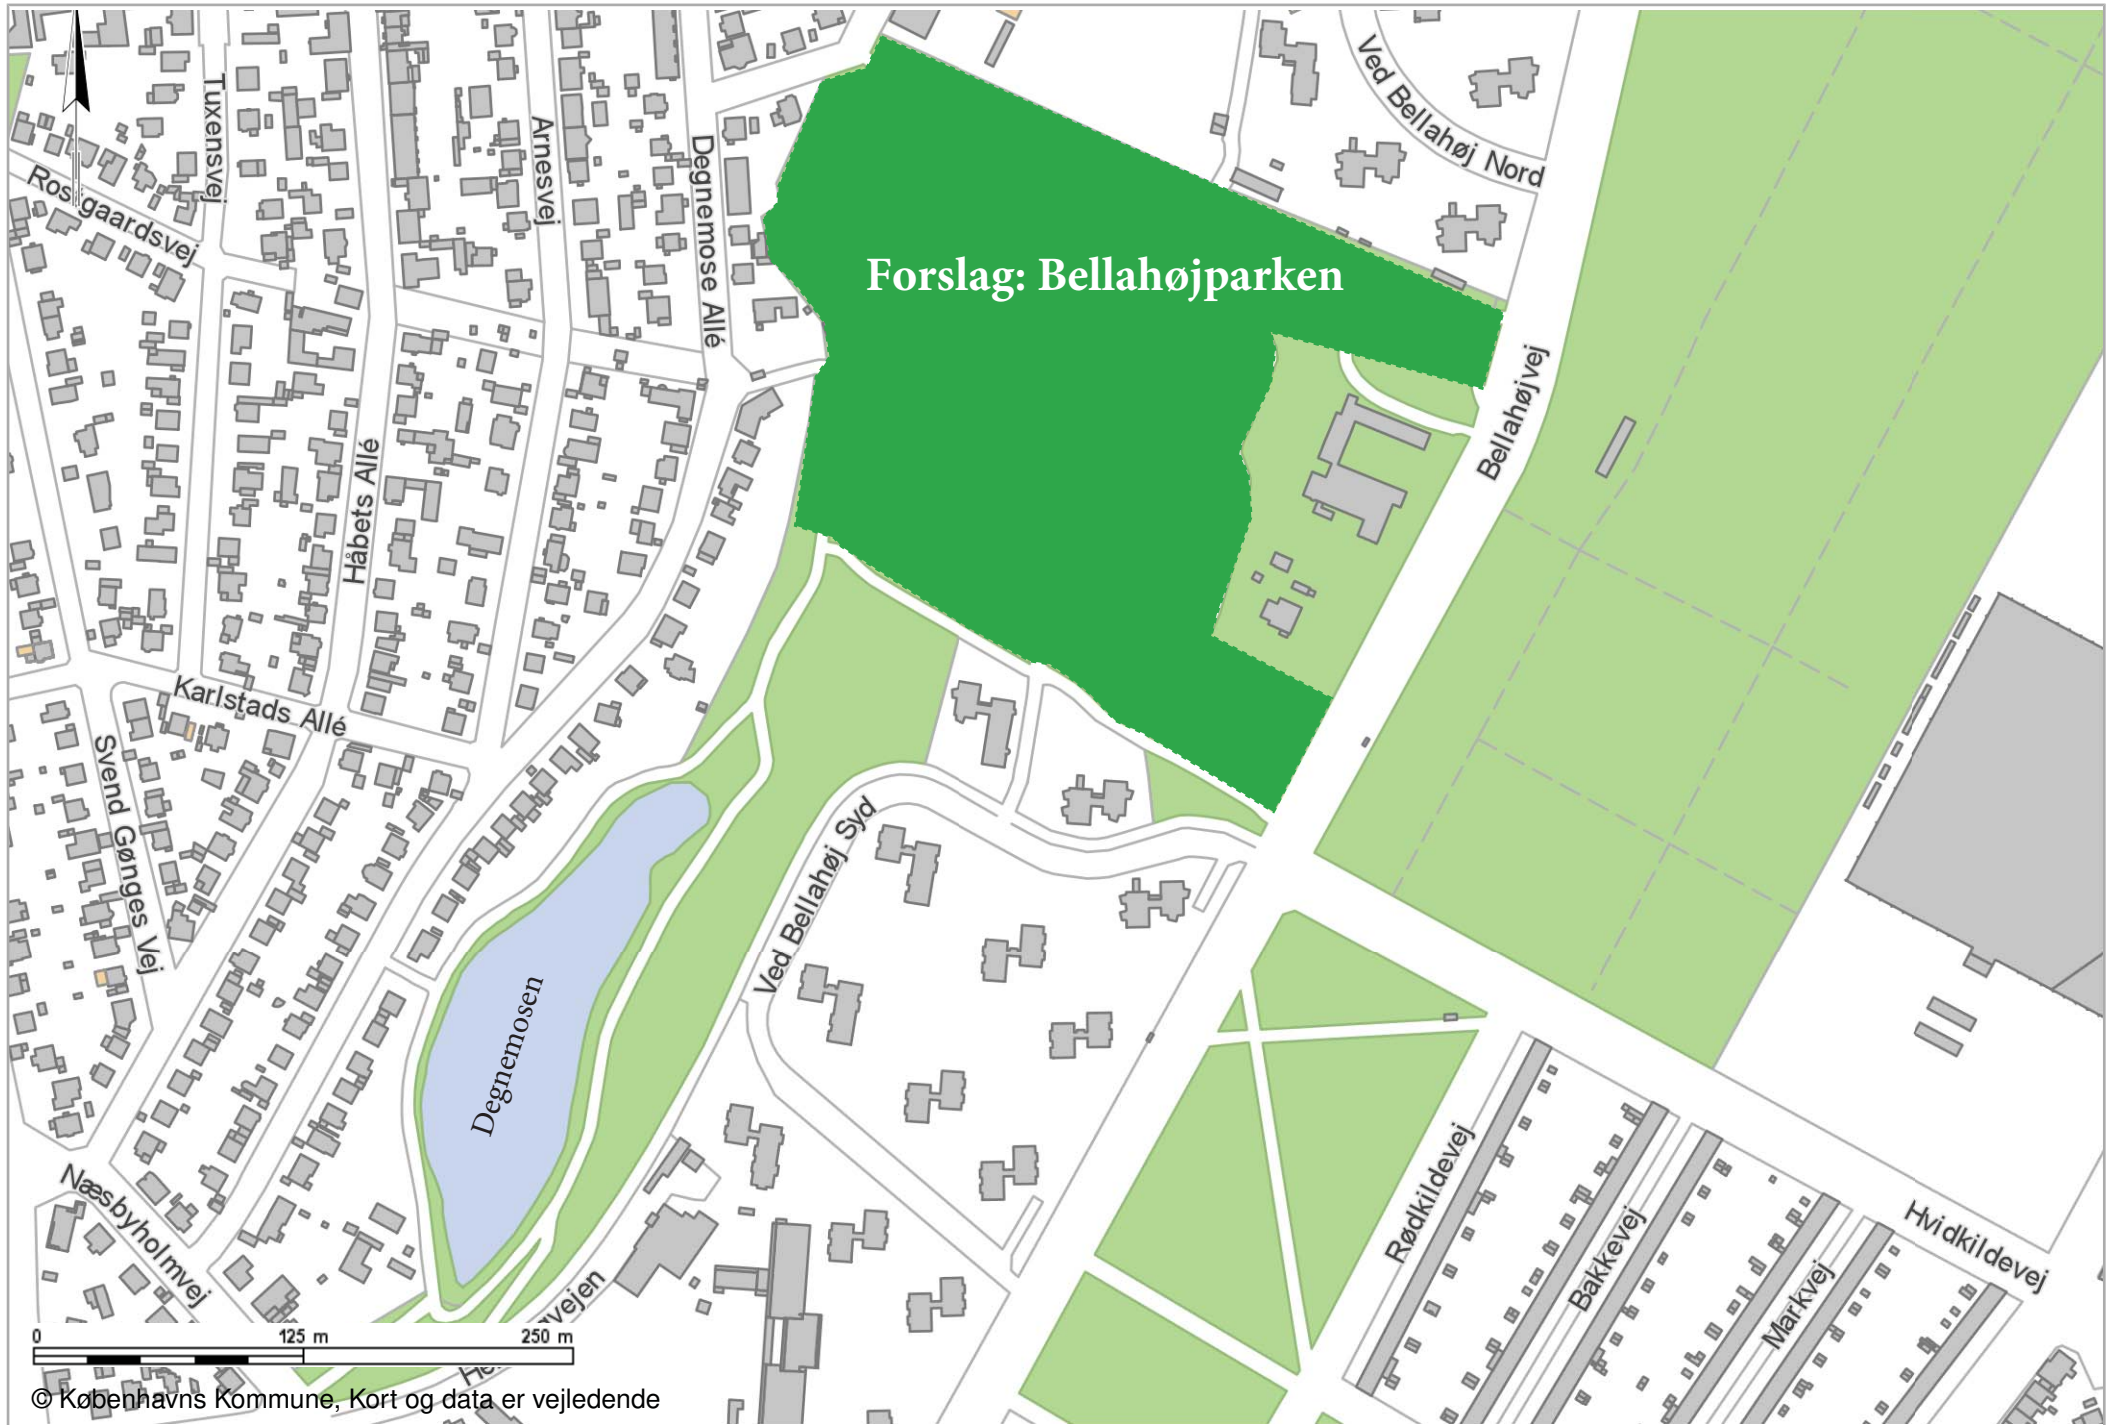 Tuxensvej
Rostgaardsvej
Arnesvej
Degnemose Allé
Ved Bellahøj Nord
Forslag: Bellahøjparken
Bellahøjvej
Håbets Allé
Karlstads Allé
Svend Gønges Vej
Ved Bellahøj Syd
Degnemosen
Næsbyholmvej
Rødkildevej
Bakkevej
Markvej
Hvidkildevej
0 125 m 250 m
© Københavns Kommune, Kort og data er vejledende